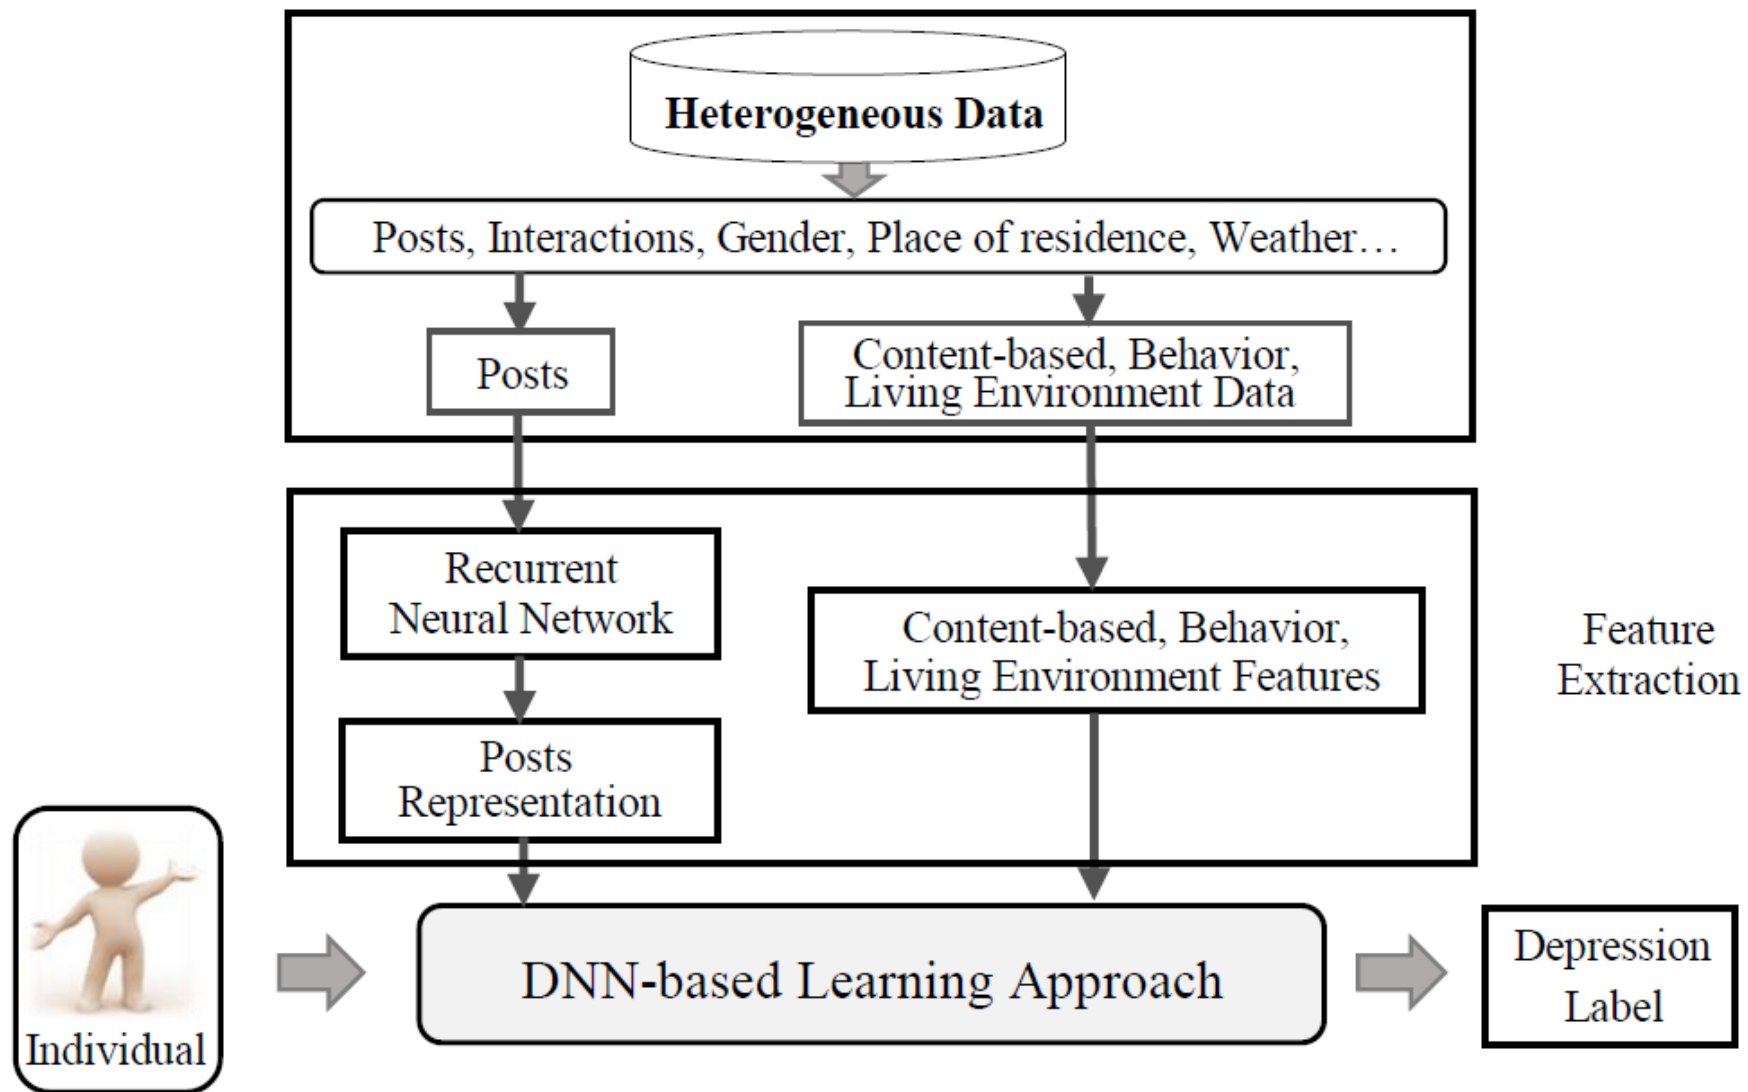 Heterogeneous Data
Posts, Interactions, Gender, Place of residence, Weather…
Posts
Content-based, Behavior,
Living Environment Data
Recurrent
Neural Network
Content-based, Behavior,
Living Environment Features
Feature
Extraction
Posts
Representation
Individual
DNN-based Learning Approach
Depression
Label